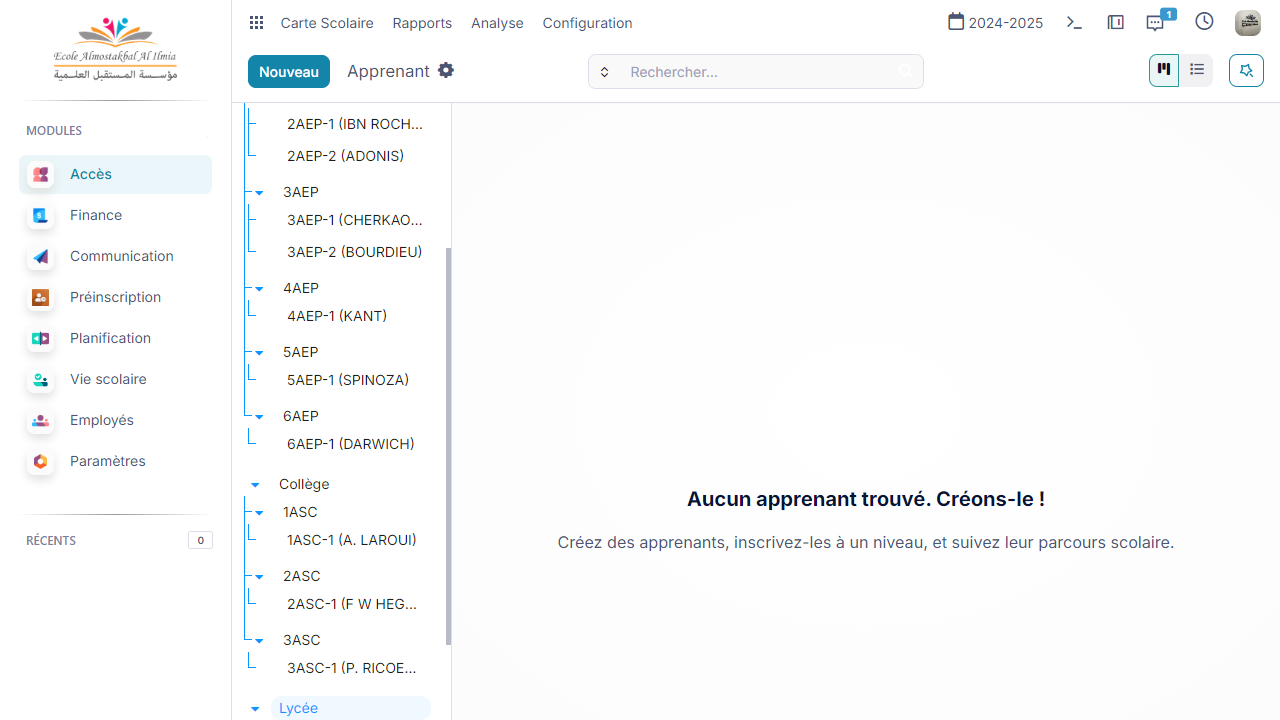 Ecole Almostakbal Al Ilmia
مؤسسة المستقبل العلمية
MODULES
Accès
Finance
Communication
Préinscription
Planification
Vie scolaire
Employés
Paramètres
RÉCENTS
0
Carte Scolaire
Rapports
Analyse
Configuration
2024-2025
1
Nouveau
Apprenant
Rechercher...
2AEP-1 (IBN ROCH...
2AEP-2 (ADONIS)
3AEP
3AEP-1 (CHERKAO...
3AEP-2 (BOURDIEU)
4AEP
4AEP-1 (KANT)
5AEP
5AEP-1 (SPINOZA)
6AEP
6AEP-1 (DARWICH)
Collège
1ASC
1ASC-1 (A. LAROUI)
2ASC
2ASC-1 (F W HEG...
3ASC
3ASC-1 (P. RICOE...
Lycée
Aucun apprenant trouvé. Créons-le !
Créez des apprenants, inscrivez-les à un niveau, et suivez leur parcours scolaire.